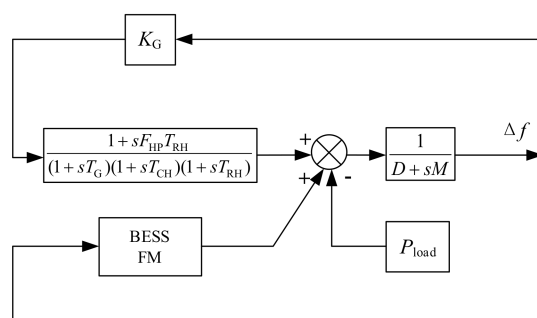 K_G
1 + sF_HP T_RH
(1 + sT_G)(1 + sT_CH)(1 + sT_RH)
+
+
-
1
D + sM
Δf
BESS
FM
P_load